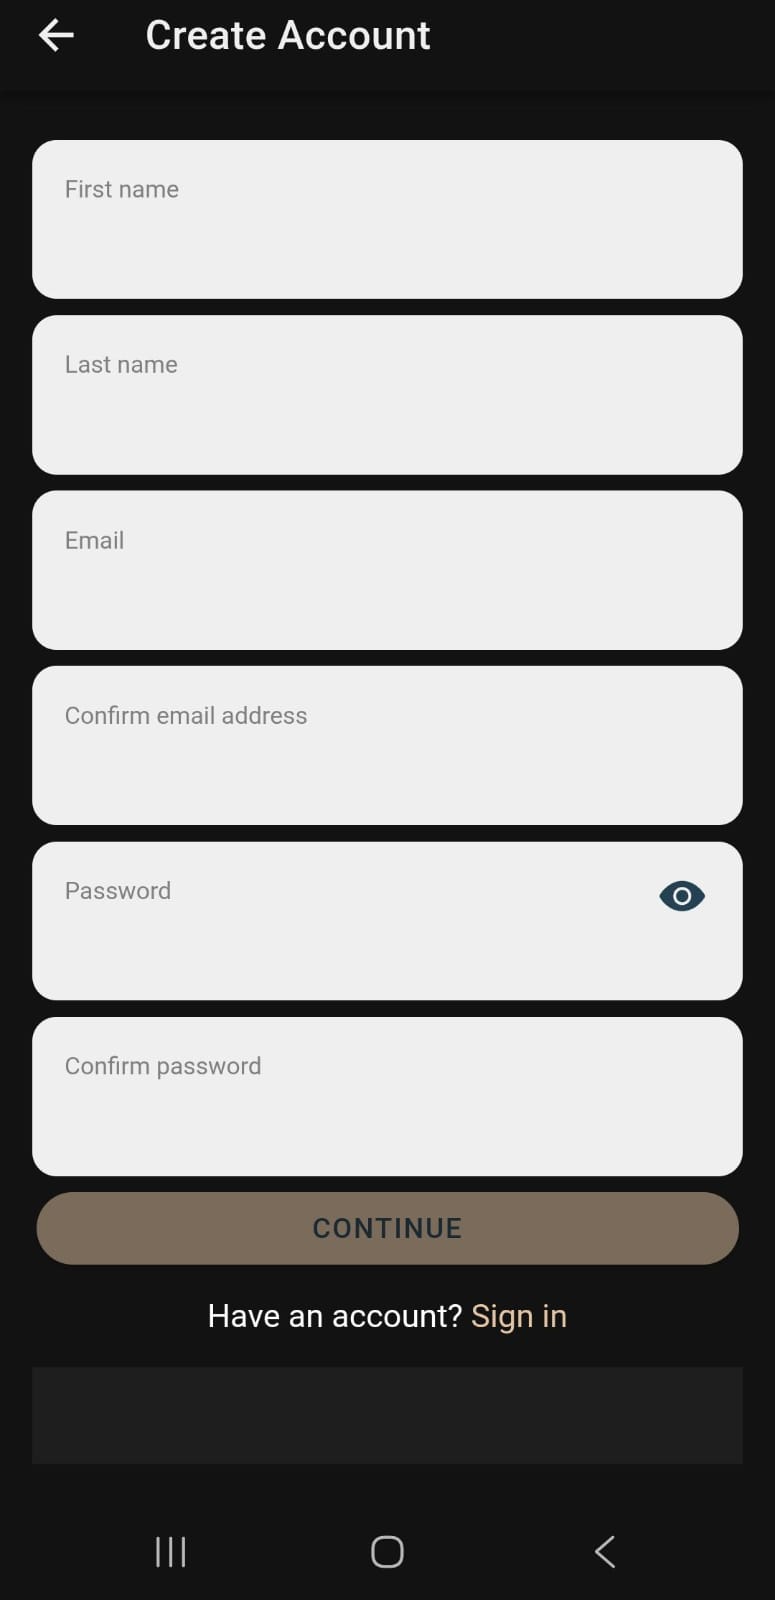 Create Account
First name
Last name
Email
Confirm email address
Password
Confirm password
CONTINUE
Have an account? Sign in